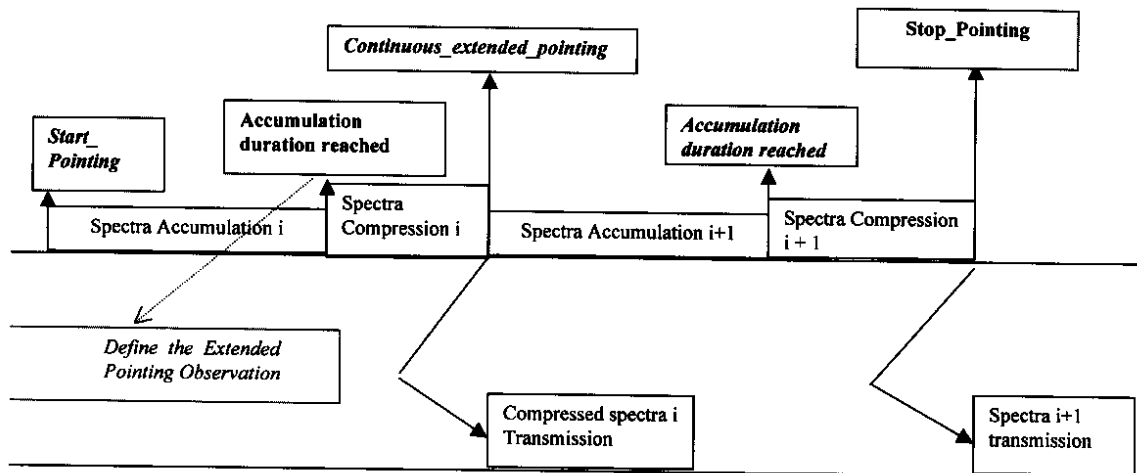 Continuous_extended_pointing
Stop_Pointing
Start_
Pointing
Accumulation
duration reached
Accumulation
duration reached
Spectra Accumulation i
Spectra
Compression i
Spectra Accumulation i+1
Spectra Compression
i + 1
Define the Extended
Pointing Observation
Compressed spectra i
Transmission
Spectra i+1
transmission